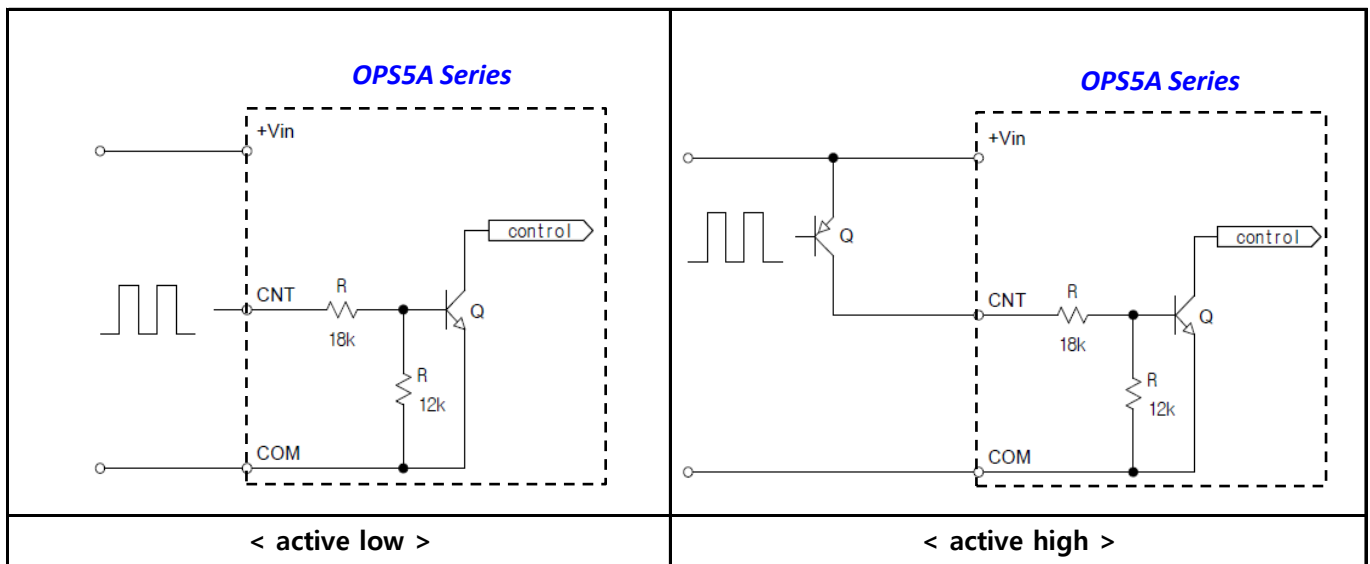 OPS5A Series
+Vin
control
CNT
R
18k
Q
R
12k
COM
< active low >
OPS5A Series
+Vin
Q
control
CNT
R
18k
Q
R
12k
COM
< active high >